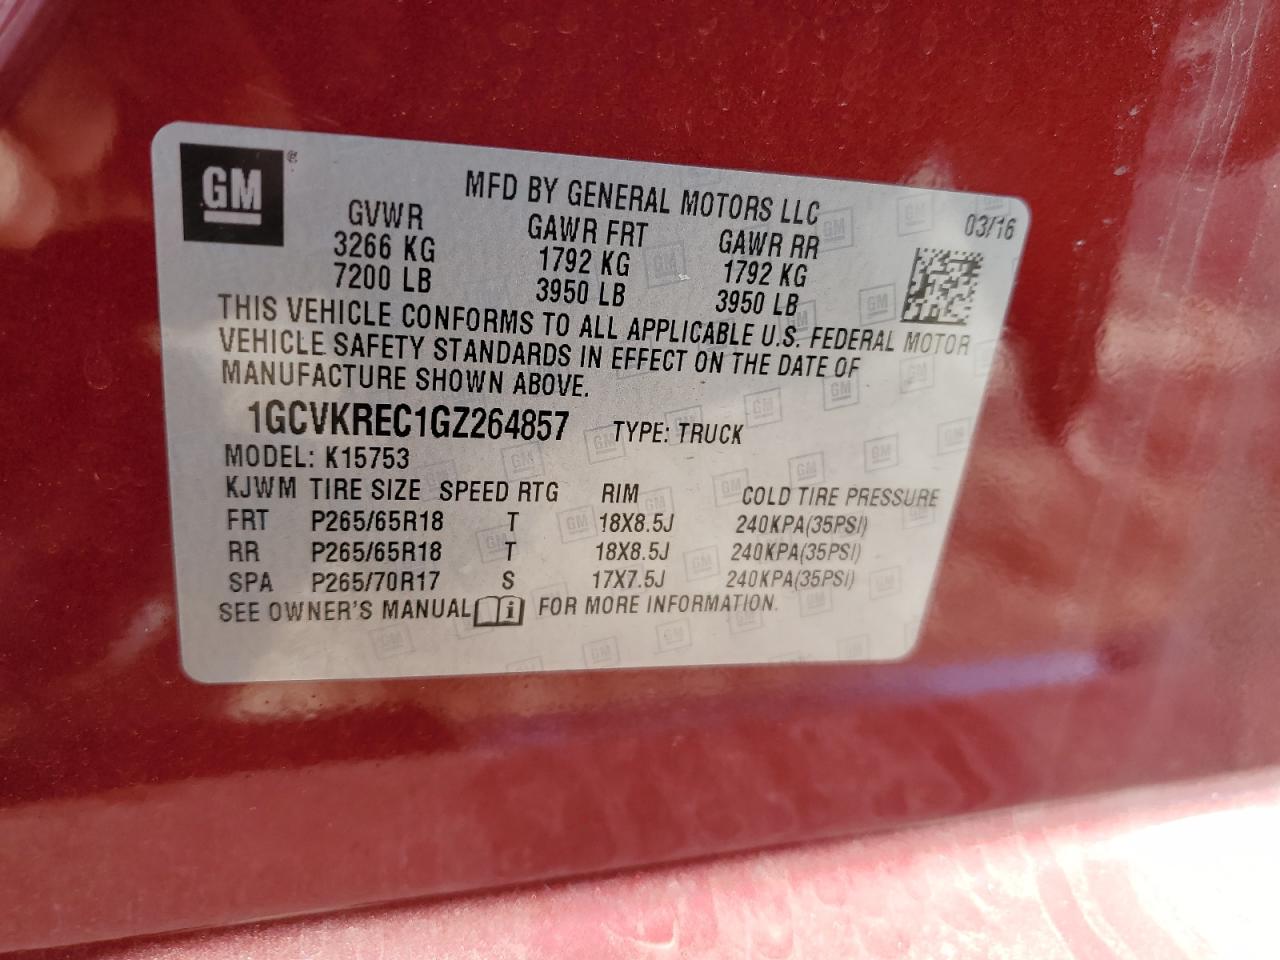 GM ®
MFD BY GENERAL MOTORS LLC
03/16
GVWR GAWR FRT GAWR RR
3266 KG 1792 KG 1792 KG
7200 LB 3950 LB 3950 LB
THIS VEHICLE CONFORMS TO ALL APPLICABLE U.S. FEDERAL MOTOR
VEHICLE SAFETY STANDARDS IN EFFECT ON THE DATE OF
MANUFACTURE SHOWN ABOVE.
1GCVKREC1GZ264857 TYPE: TRUCK
MODEL: K15753
KJWM TIRE SIZE SPEED RTG RIM COLD TIRE PRESSURE
FRT P265/65R18 T 18X8.5J 240KPA(35PSI)
RR P265/65R18 T 18X8.5J 240KPA(35PSI)
SPA P265/70R17 S 17X7.5J 240KPA(35PSI)
SEE OWNER'S MANUAL i FOR MORE INFORMATION.